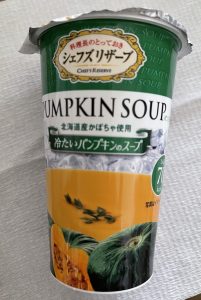 料理長のとっておき
シェフズリザーブ
CHEF'S RESERVE
PUMPKIN SOUP
北海道産かぼちゃ使用
冷たいパンプキンのスープ